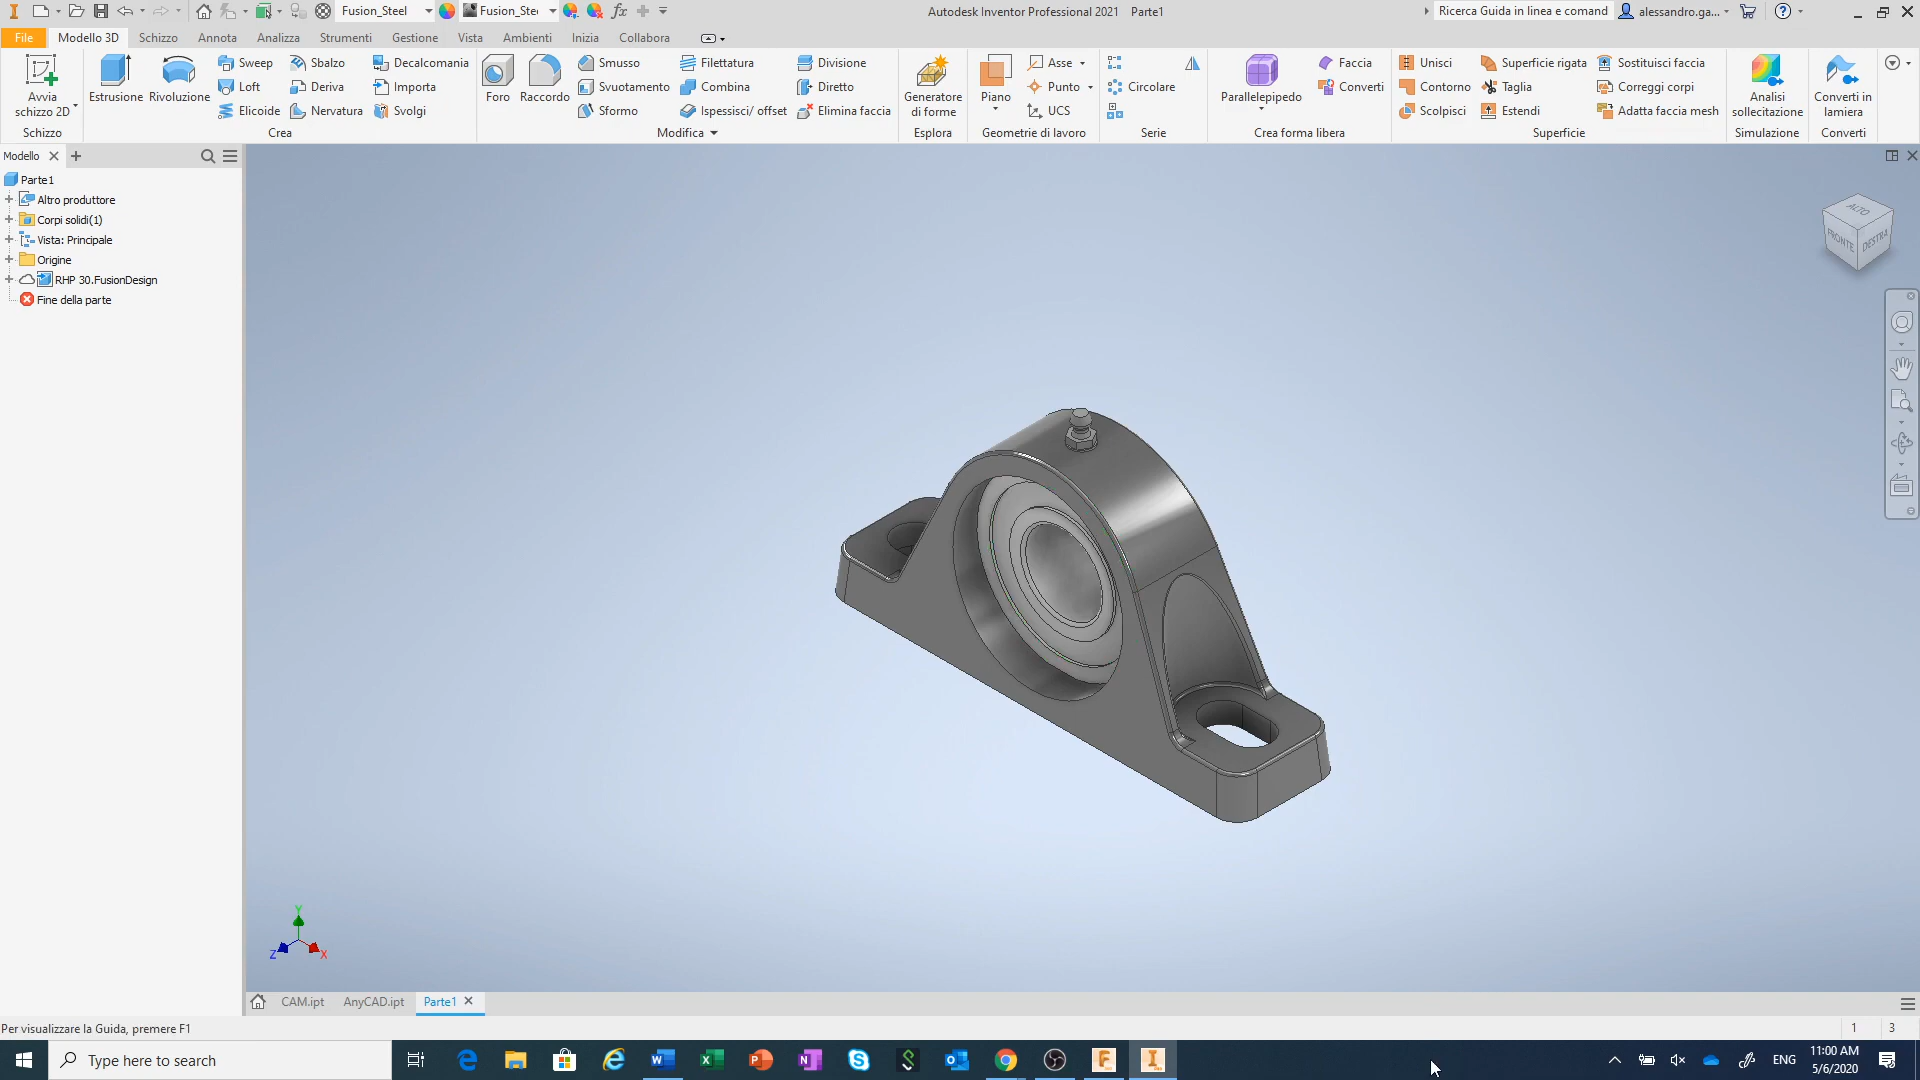 Fusion_Steel
Fusion_Stee
fx
Autodesk Inventor Professional 2021 Parte1
Ricerca Guida in linea e comand
alessandro.ga...
File Modello 3D Schizzo Annota Analizza Strumenti Gestione Vista Ambienti Inizia Collabora
Avvia
schizzo 2D
Schizzo
Estrusione
Rivoluzione
Sweep
Loft
Elicoide
Sbalzo
Deriva
Nervatura
Decalcomania
Importa
Svolgi
Crea
Foro
Raccordo
Smusso
Svuotamento
Sformo
Filettatura
Combina
Ispessisci/ offset
Divisione
Diretto
Elimina faccia
Modifica
Generatore
di forme
Esplora
Piano
Asse
Punto
UCS
Geometrie di lavoro
Circolare
Serie
Parallelepipedo
Faccia
Converti
Crea forma libera
Unisci
Contorno
Scolpisci
Superficie rigata
Taglia
Estendi
Sostituisci faccia
Correggi corpi
Adatta faccia mesh
Superficie
Analisi
sollecitazione
Simulazione
Converti in
lamiera
Converti
Modello
Parte1
Altro produttore
Corpi solidi(1)
Vista: Principale
Origine
RHP 30.FusionDesign
Fine della parte
ALTO
FRONTE
DESTRA
Y
Z
X
CAM.ipt AnyCAD.ipt Parte1
Per visualizzare la Guida, premere F1
1 3
Type here to search
ENG
11:00 AM
5/6/2020